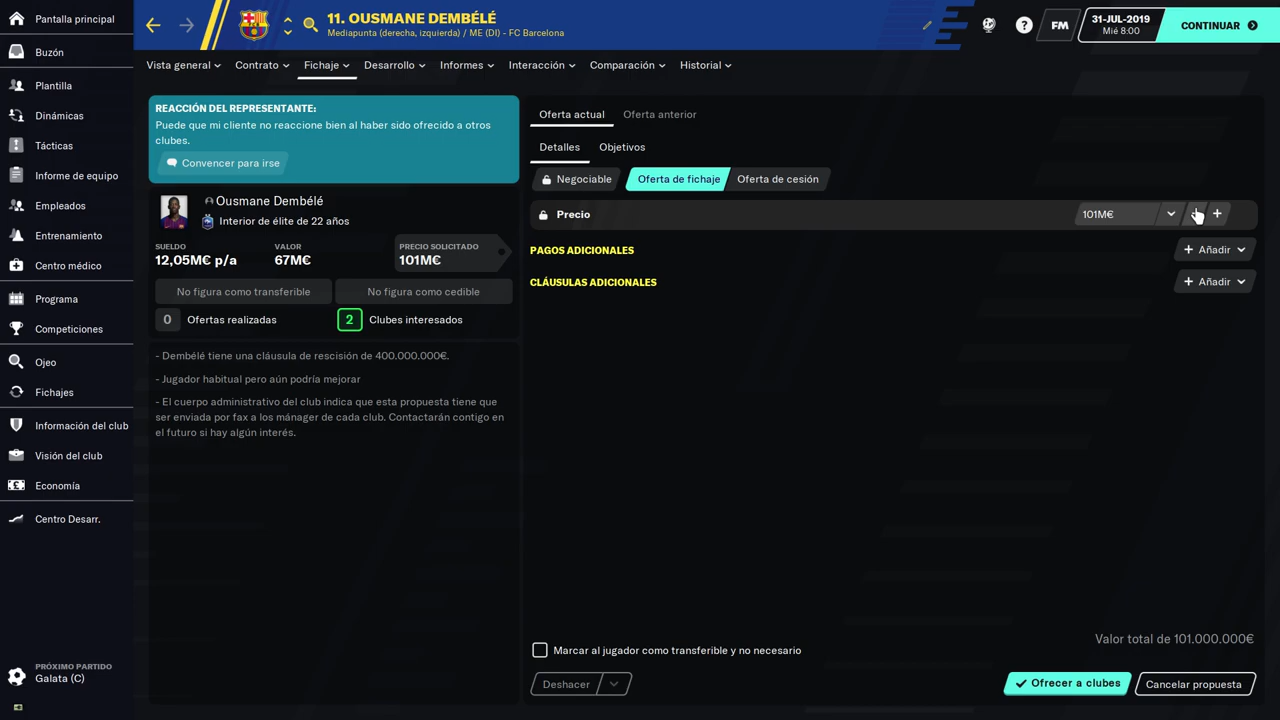 11. OUSMANE DEMBÉLÉ
Mediapunta (derecha, izquierda) / ME (DI) - FC Barcelona
FM
31-JUL-2019
Mié 8:00
CONTINUAR
Pantalla principal
Buzón
Plantilla
Dinámicas
Tácticas
Informe de equipo
Empleados
Entrenamiento
Centro médico
Programa
Competiciones
Ojeo
Fichajes
Información del club
Visión del club
Economía
Centro Desarr.
PRÓXIMO PARTIDO
Galata (C)
Vista general
Contrato
Fichaje
Desarrollo
Informes
Interacción
Comparación
Historial
REACCIÓN DEL REPRESENTANTE:
Puede que mi cliente no reaccione bien al haber sido ofrecido a otros
clubes.
Convencer para irse
Ousmane Dembélé
Interior de élite de 22 años
SUELDO
12,05M€ p/a
VALOR
67M€
PRECIO SOLICITADO
101M€
No figura como transferible
No figura como cedible
0 Ofertas realizadas
2 Clubes interesados
- Dembélé tiene una cláusula de rescisión de 400.000.000€.
- Jugador habitual pero aún podría mejorar
- El cuerpo administrativo del club indica que esta propuesta tiene que
ser enviada por fax a los mánager de cada club. Contactarán contigo en
el futuro si hay algún interés.
Oferta actual
Oferta anterior
Detalles
Objetivos
Negociable
Oferta de fichaje
Oferta de cesión
Precio
101M€
PAGOS ADICIONALES
+ Añadir
CLÁUSULAS ADICIONALES
+ Añadir
Valor total de 101.000.000€
Marcar al jugador como transferible y no necesario
Deshacer
Ofrecer a clubes
Cancelar propuesta